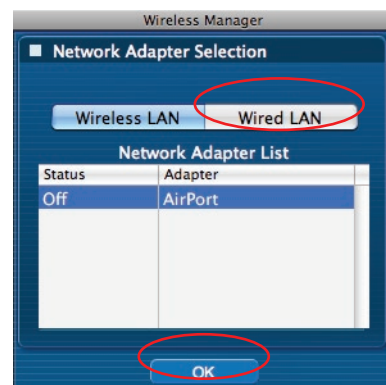 Wireless Manager
Network Adapter Selection
Wireless LAN Wired LAN
Network Adapter List
Status Adapter
Off AirPort
OK